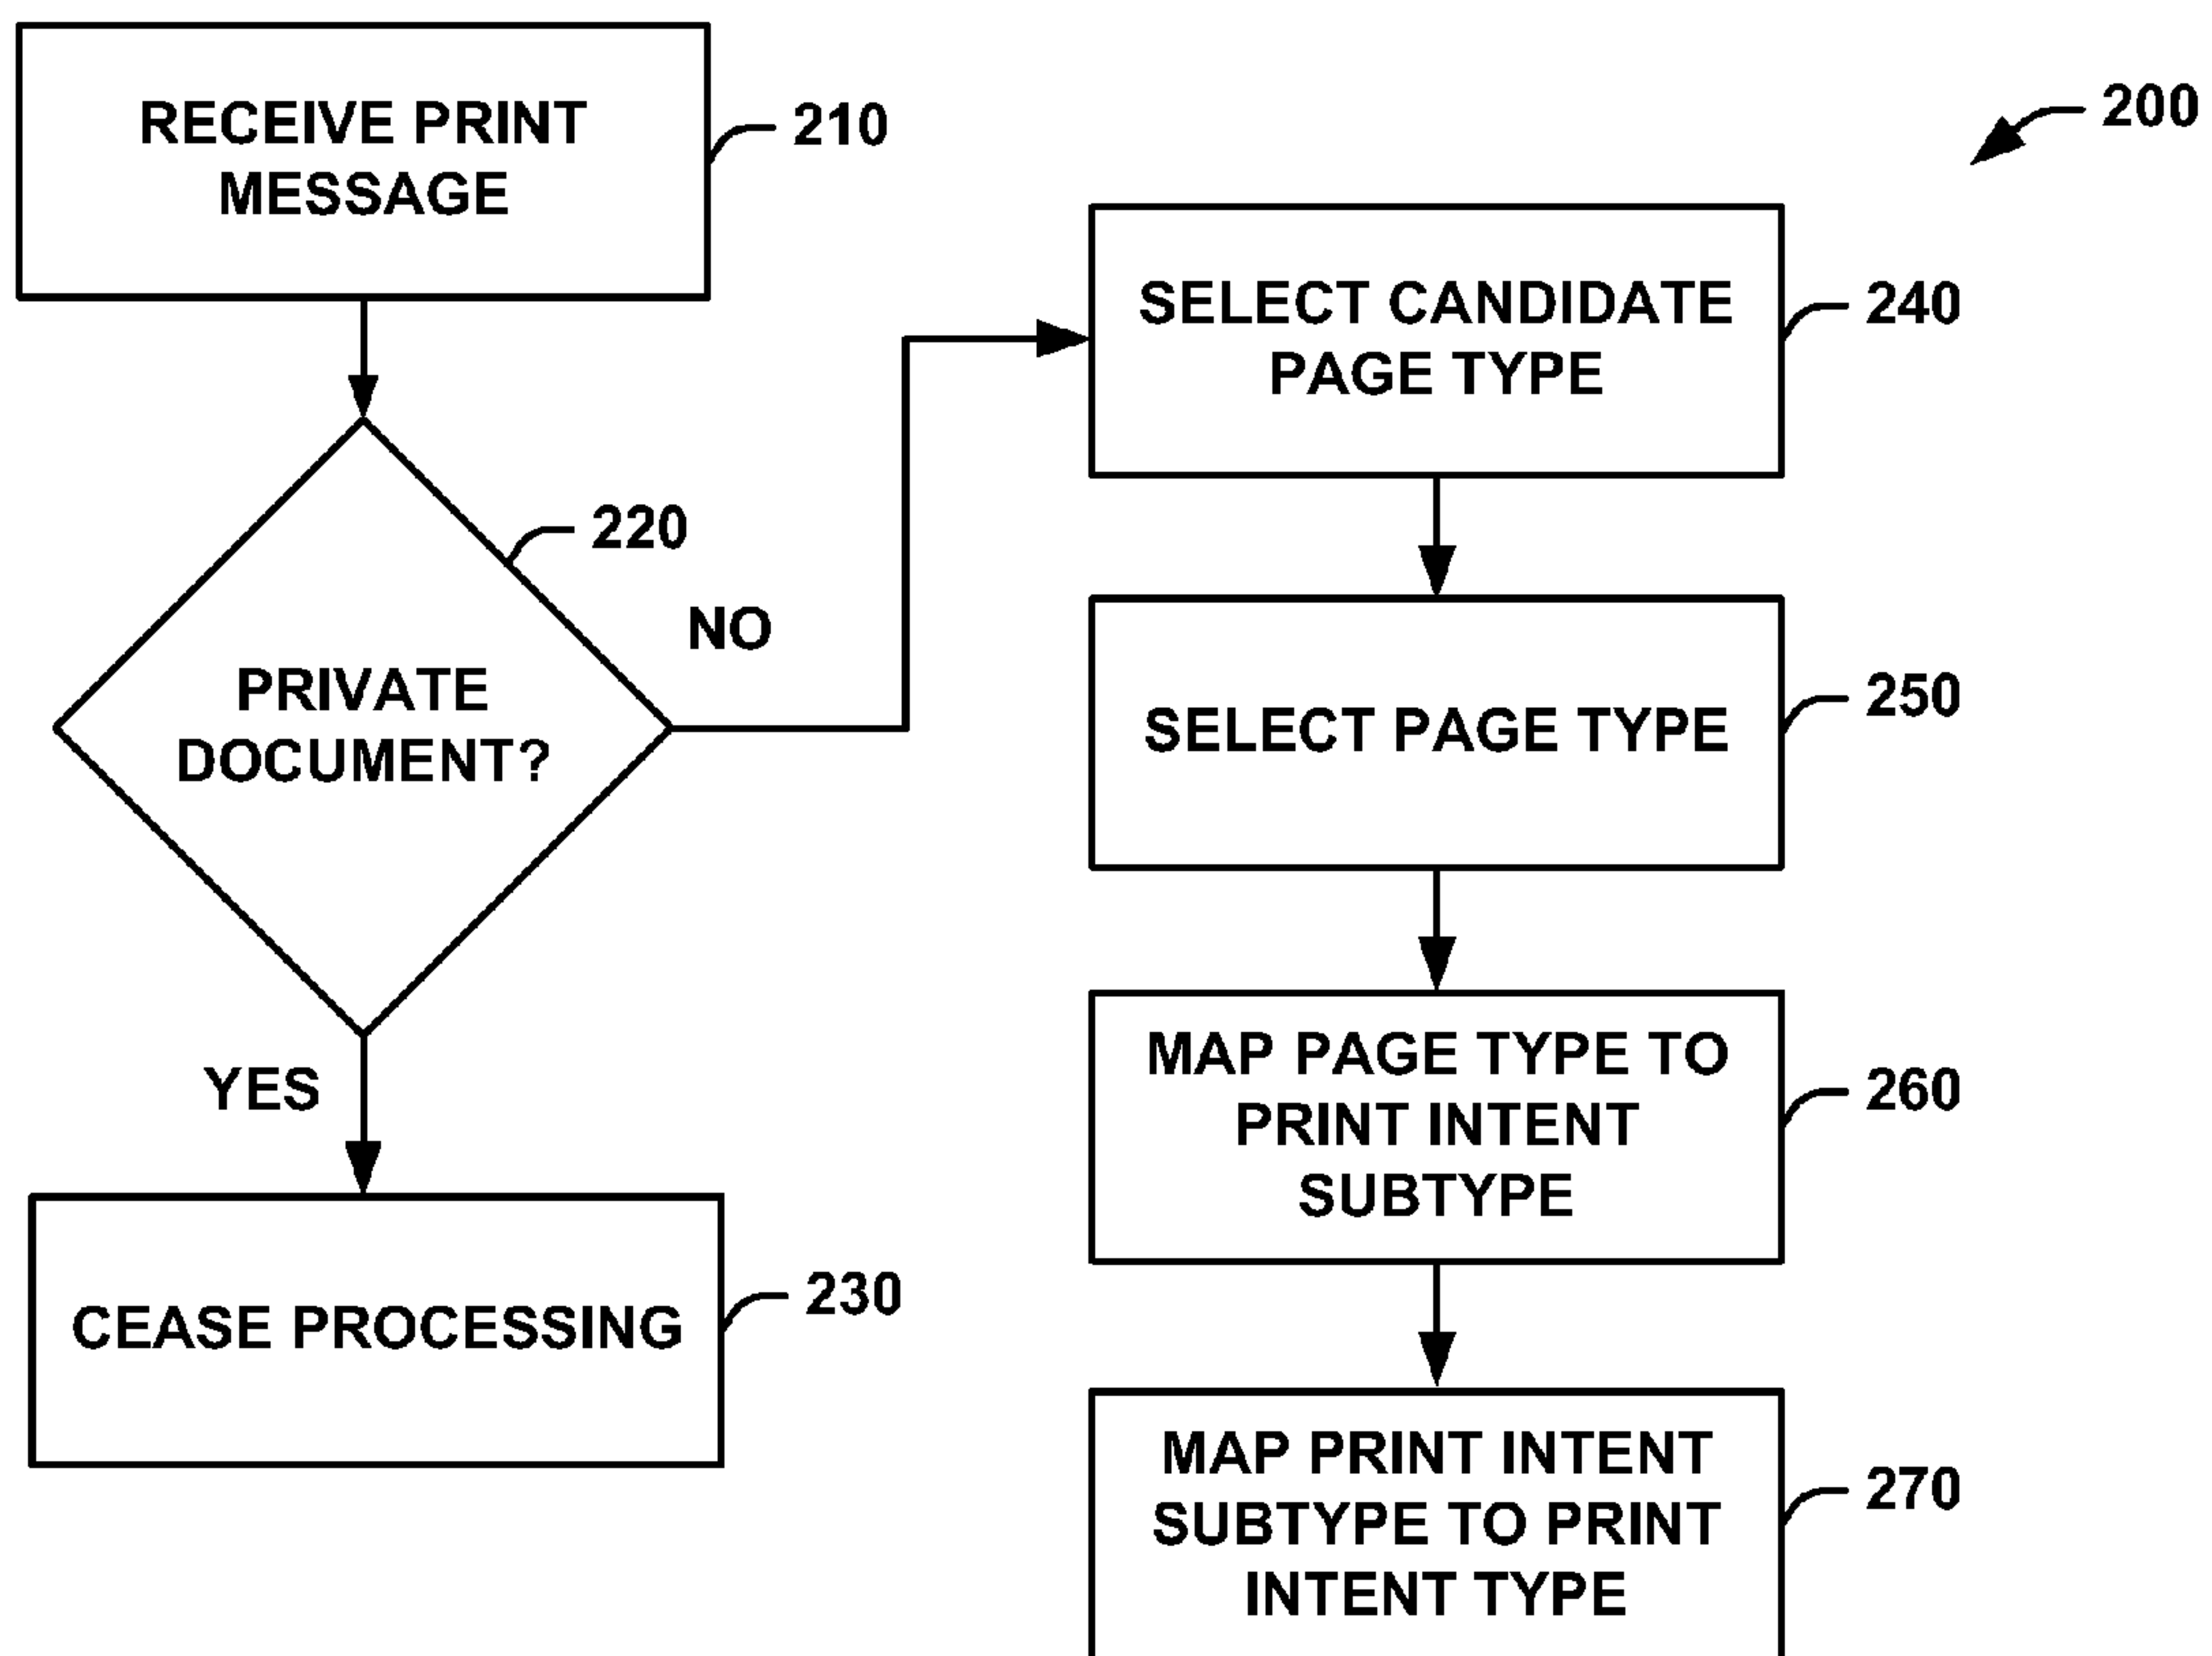 RECEIVE PRINT
MESSAGE
210
220
PRIVATE
DOCUMENT?
NO
YES
CEASE PROCESSING
230
200
SELECT CANDIDATE
PAGE TYPE
240
SELECT PAGE TYPE
250
MAP PAGE TYPE TO
PRINT INTENT
SUBTYPE
260
MAP PRINT INTENT
SUBTYPE TO PRINT
INTENT TYPE
270